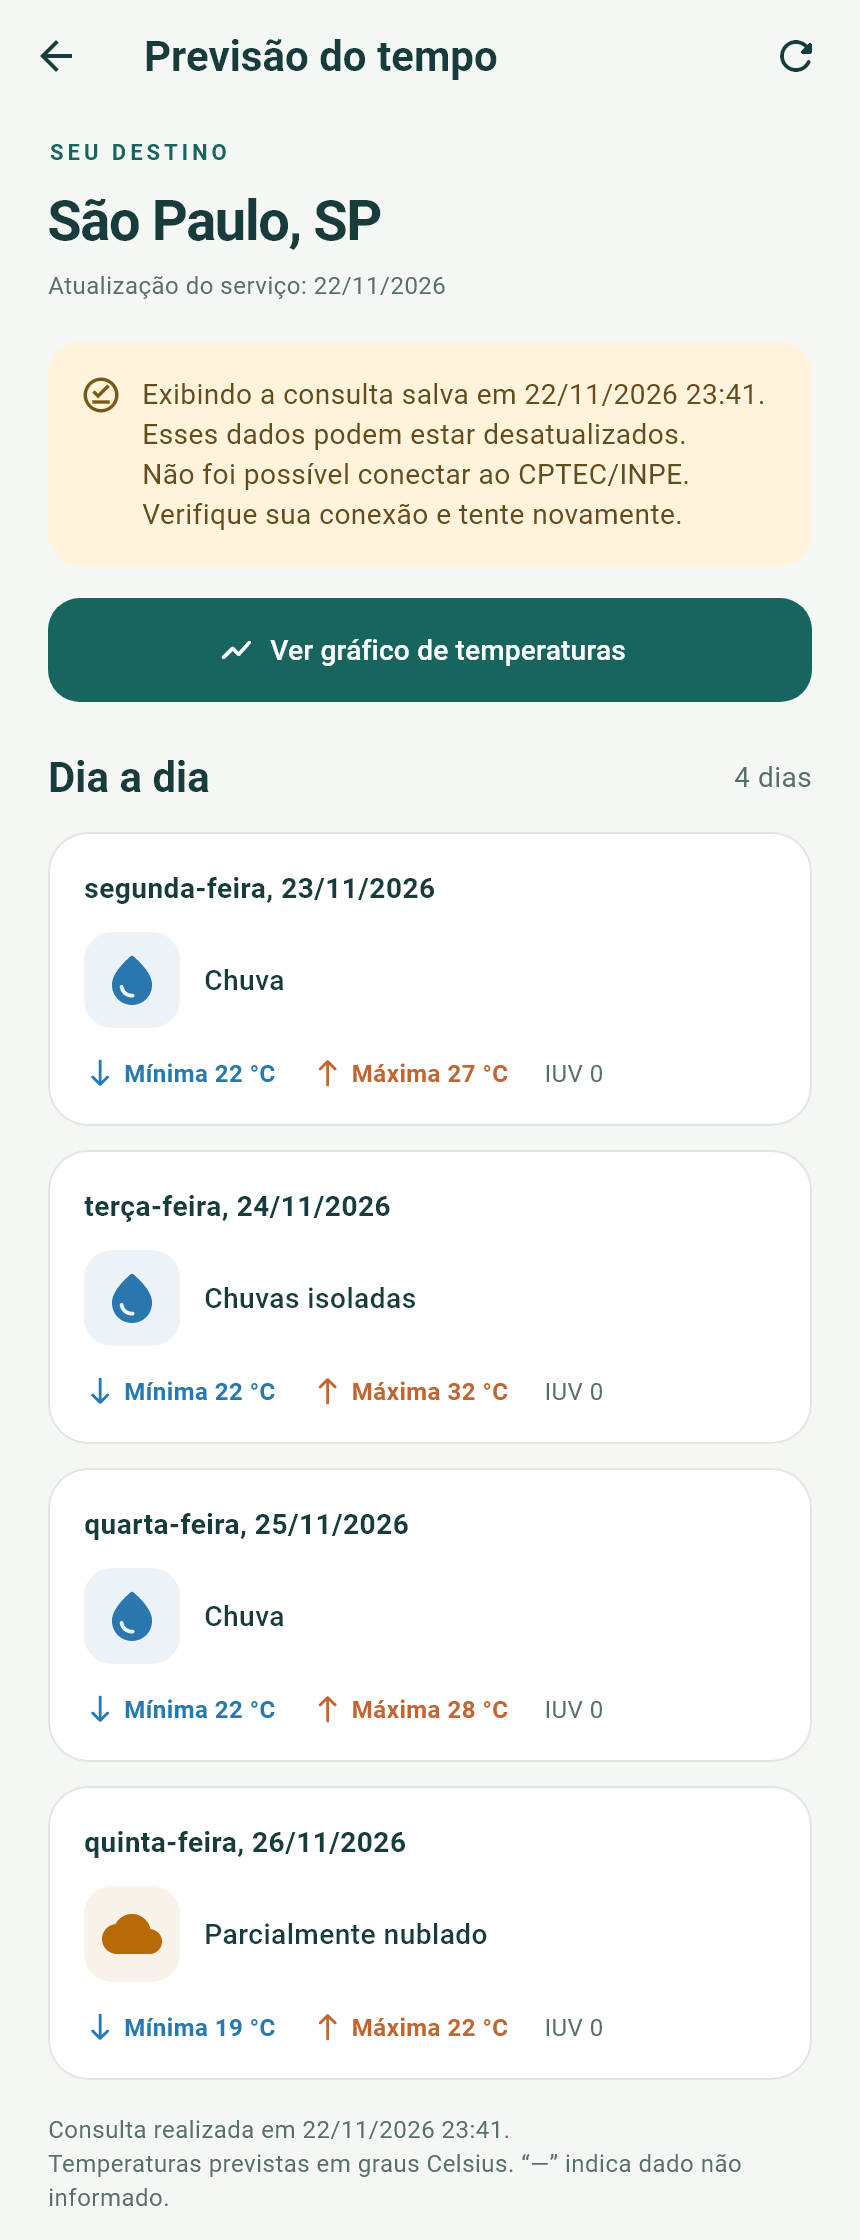 Previsão do tempo
SEU DESTINO
São Paulo, SP
Atualização do serviço: 22/11/2026
Exibindo a consulta salva em 22/11/2026 23:41.
Esses dados podem estar desatualizados.
Não foi possível conectar ao CPTEC/INPE.
Verifique sua conexão e tente novamente.
Ver gráfico de temperaturas
Dia a dia 4 dias
segunda-feira, 23/11/2026
Chuva
Mínima 22 °C Máxima 27 °C IUV 0
terça-feira, 24/11/2026
Chuvas isoladas
Mínima 22 °C Máxima 32 °C IUV 0
quarta-feira, 25/11/2026
Chuva
Mínima 22 °C Máxima 28 °C IUV 0
quinta-feira, 26/11/2026
Parcialmente nublado
Mínima 19 °C Máxima 22 °C IUV 0
Consulta realizada em 22/11/2026 23:41.
Temperaturas previstas em graus Celsius. “—” indica dado não
informado.